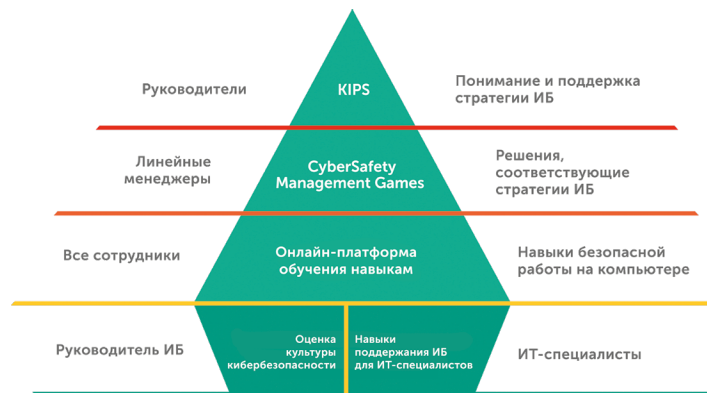 Руководители
KIPS
Понимание и поддержка
стратегии ИБ
Линейные
менеджеры
CyberSafety
Management Games
Решения,
соответствующие
стратегии ИБ
Все сотрудники
Онлайн-платформа
обучения навыкам
Навыки безопасной
работы на компьютере
Руководитель ИБ
Оценка
культуры
кибербезопасности
Навыки
поддержания ИБ
для ИТ-специалистов
ИТ-специалисты